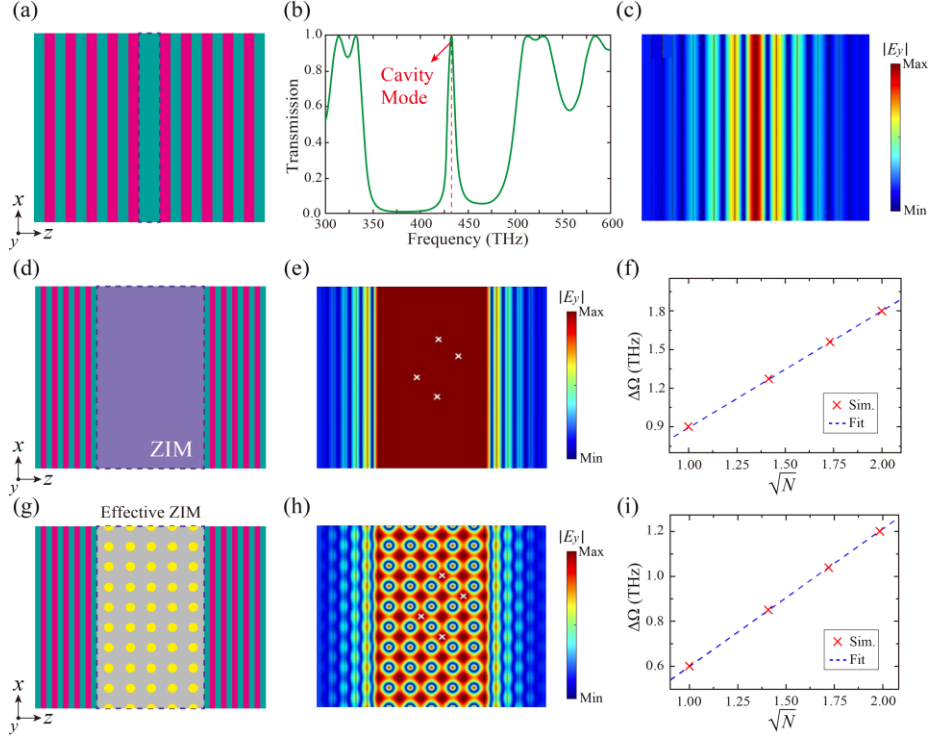 (a)
x
y
z
(b)
Transmission
1.0
0.8
0.6
0.4
0.2
0.0
Cavity
Mode
300 350 400 450 500 550 600
Frequency (THz)
(c)
|Ey|
Max
Min
(d)
ZIM
x
y
z
(e)
|Ey|
Max
Min
(f)
ΔΩ (THz)
1.8
1.5
1.2
0.9
Sim.
Fit
1.00 1.25 1.50 1.75 2.00
√N
(g)
Effective ZIM
x
y
z
(h)
|Ey|
Max
Min
(i)
ΔΩ (THz)
1.2
1.0
0.8
0.6
Sim.
Fit
1.00 1.25 1.50 1.75 2.00
√N